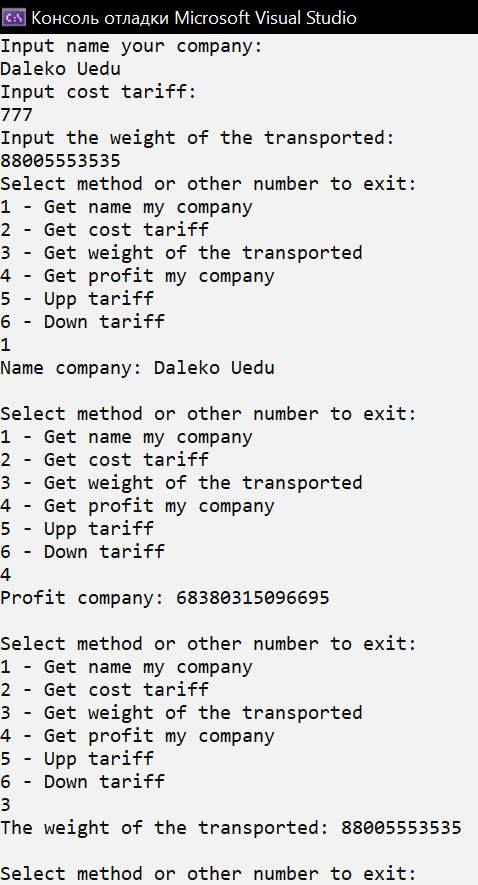 Консоль отладки Microsoft Visual Studio
Input name your company:
Daleko Uedu
Input cost tariff:
777
Input the weight of the transported:
88005553535
Select method or other number to exit:
1 - Get name my company
2 - Get cost tariff
3 - Get weight of the transported
4 - Get profit my company
5 - Upp tariff
6 - Down tariff
1
Name company: Daleko Uedu
Select method or other number to exit:
1 - Get name my company
2 - Get cost tariff
3 - Get weight of the transported
4 - Get profit my company
5 - Upp tariff
6 - Down tariff
4
Profit company: 68380315096695
Select method or other number to exit:
1 - Get name my company
2 - Get cost tariff
3 - Get weight of the transported
4 - Get profit my company
5 - Upp tariff
6 - Down tariff
3
The weight of the transported: 88005553535
Select method or other number to exit: